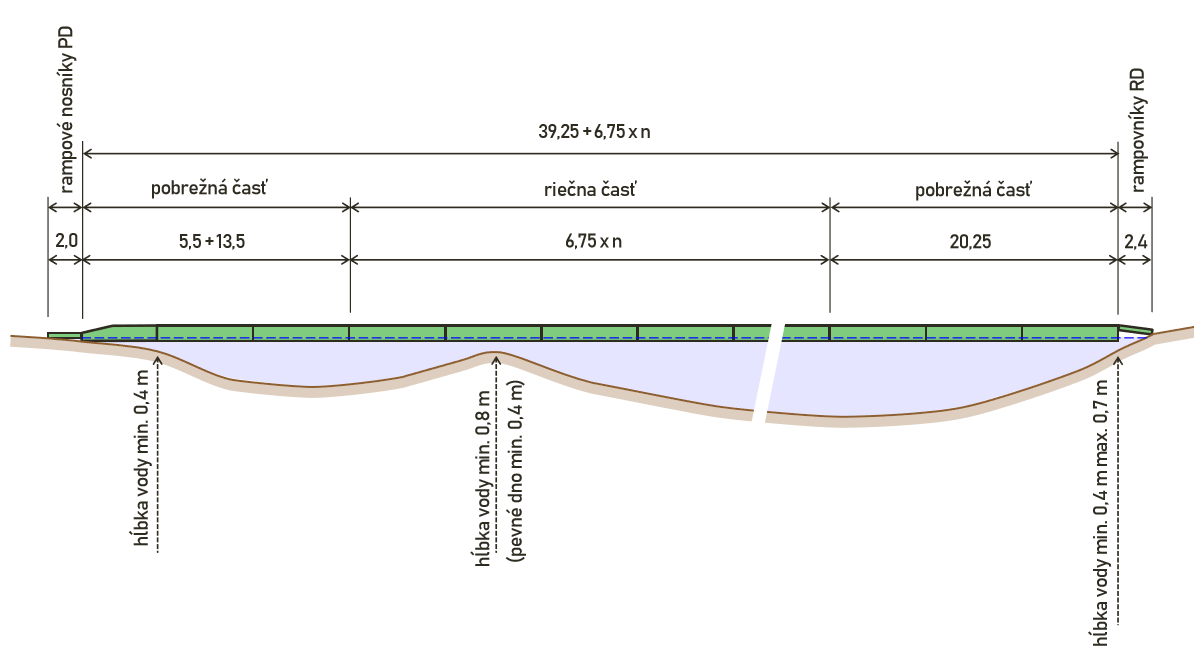 rampové nosníky PD
rampovníky RD
39,25 + 6,75 x n
pobrežná časť
riečna časť
pobrežná časť
2,0
5,5 + 13,5
6,75 x n
20,25
2,4
hĺbka vody min. 0,4 m
hĺbka vody min. 0,8 m
(pevné dno min. 0,4 m)
hĺbka vody min. 0,4 m max. 0,7 m